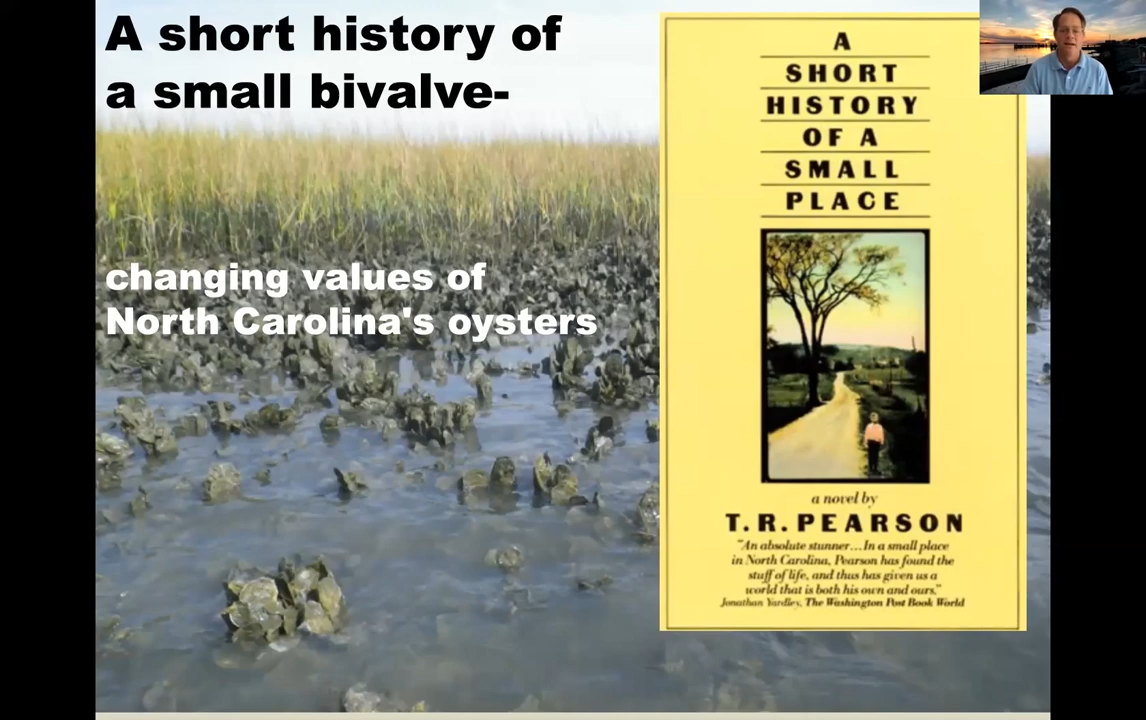 A short history of
a small bivalve-
changing values of
North Carolina's oysters
A
SHORT
HISTORY
OF A
SMALL
PLACE
a novel by
T.R. PEARSON
"An absolute stunner...In a small place
in North Carolina, Pearson has found the
stuff of life, and thus has given us a
world that is both his own and ours."
Jonathan Yardley, The Washington Post Book World